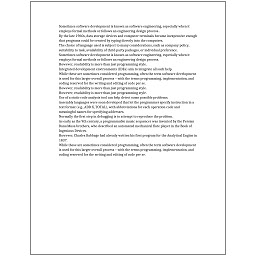 Sometimes software development is known as software engineering, especially when it
employs formal methods or follows an engineering design process.
By the late 1960s, data storage devices and computer terminals became inexpensive enough
that programs could be created by typing directly into the computers.
The choice of language used is subject to many considerations, such as company policy,
suitability to task, availability of third-party packages, or individual preference.
Sometimes software development is known as software engineering, especially when it
employs formal methods or follows an engineering design process.
However, readability is more than just programming style.
Integrated development environments (IDEs) aim to integrate all such help.
While these are sometimes considered programming, often the term software development
is used for this larger overall process – with the terms programming, implementation, and
coding reserved for the writing and editing of code per se.
However, readability is more than just programming style.
However, readability is more than just programming style.
Use of a static code analysis tool can help detect some possible problems.
Assembly languages were soon developed that let the programmer specify instruction in a
text format (e.g., ADD X, TOTAL), with abbreviations for each operation code and
meaningful names for specifying addresses.
Normally the first step in debugging is to attempt to reproduce the problem.
As early as the 9th century, a programmable music sequencer was invented by the Persian
Banu Musa brothers, who described an automated mechanical flute player in the Book of
Ingenious Devices.
However, Charles Babbage had already written his first program for the Analytical Engine in
1837.
While these are sometimes considered programming, often the term software development
is used for this larger overall process – with the terms programming, implementation, and
coding reserved for the writing and editing of code per se.